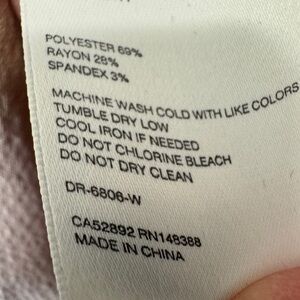 POLYESTER 69%
RAYON 28%
SPANDEX 3%
MACHINE WASH COLD WITH LIKE COLORS
TUMBLE DRY LOW
COOL IRON IF NEEDED
DO NOT CHLORINE BLEACH
DO NOT DRY CLEAN
DR-6806-W
CA52892 RN148388
MADE IN CHINA